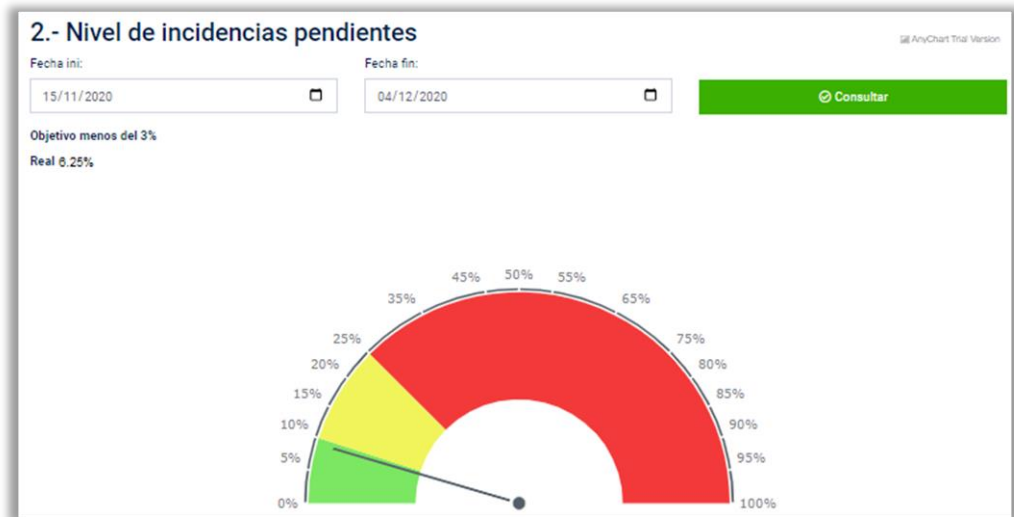 2.- Nivel de incidencias pendientes
AnyChart Trial Version
Fecha ini:
Fecha fin:
15/11/2020
04/12/2020
Consultar
Objetivo menos del 3%
Real 6.25%
45%
50%
55%
35%
65%
25%
75%
20%
80%
15%
85%
10%
90%
5%
95%
0%
100%